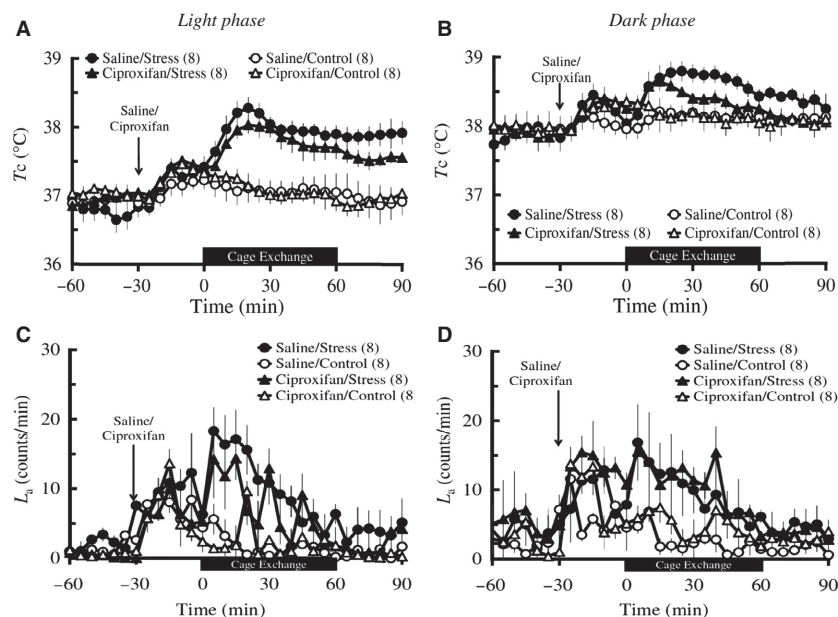 Light phase
Dark phase
A
39
38
37
36
Tc (°C)
Saline/Stress (8)
Saline/Control (8)
Ciproxifan/Stress (8)
Ciproxifan/Control (8)
Saline/
Ciproxifan
Cage Exchange
−60
−30
0
30
60
90
Time (min)
B
39
38
37
36
Tc (°C)
Saline/
Ciproxifan
Saline/Stress (8)
Saline/Control (8)
Ciproxifan/Stress (8)
Ciproxifan/Control (8)
Cage Exchange
−60
−30
0
30
60
90
Time (min)
C
30
20
10
0
La (counts/min)
Saline/Stress (8)
Saline/Control (8)
Ciproxifan/Stress (8)
Ciproxifan/Control (8
Saline/
Ciproxifan
Cage Exchange
−60
−30
0
30
60
90
Time (min)
D
30
20
10
0
La (counts/min)
Saline/
Ciproxifan
Saline/Stress (8)
Saline/Control (8)
Ciproxifan/Stress (8)
Ciproxifan/Control (8)
Cage Exchange
−60
−30
0
30
60
90
Time (min)